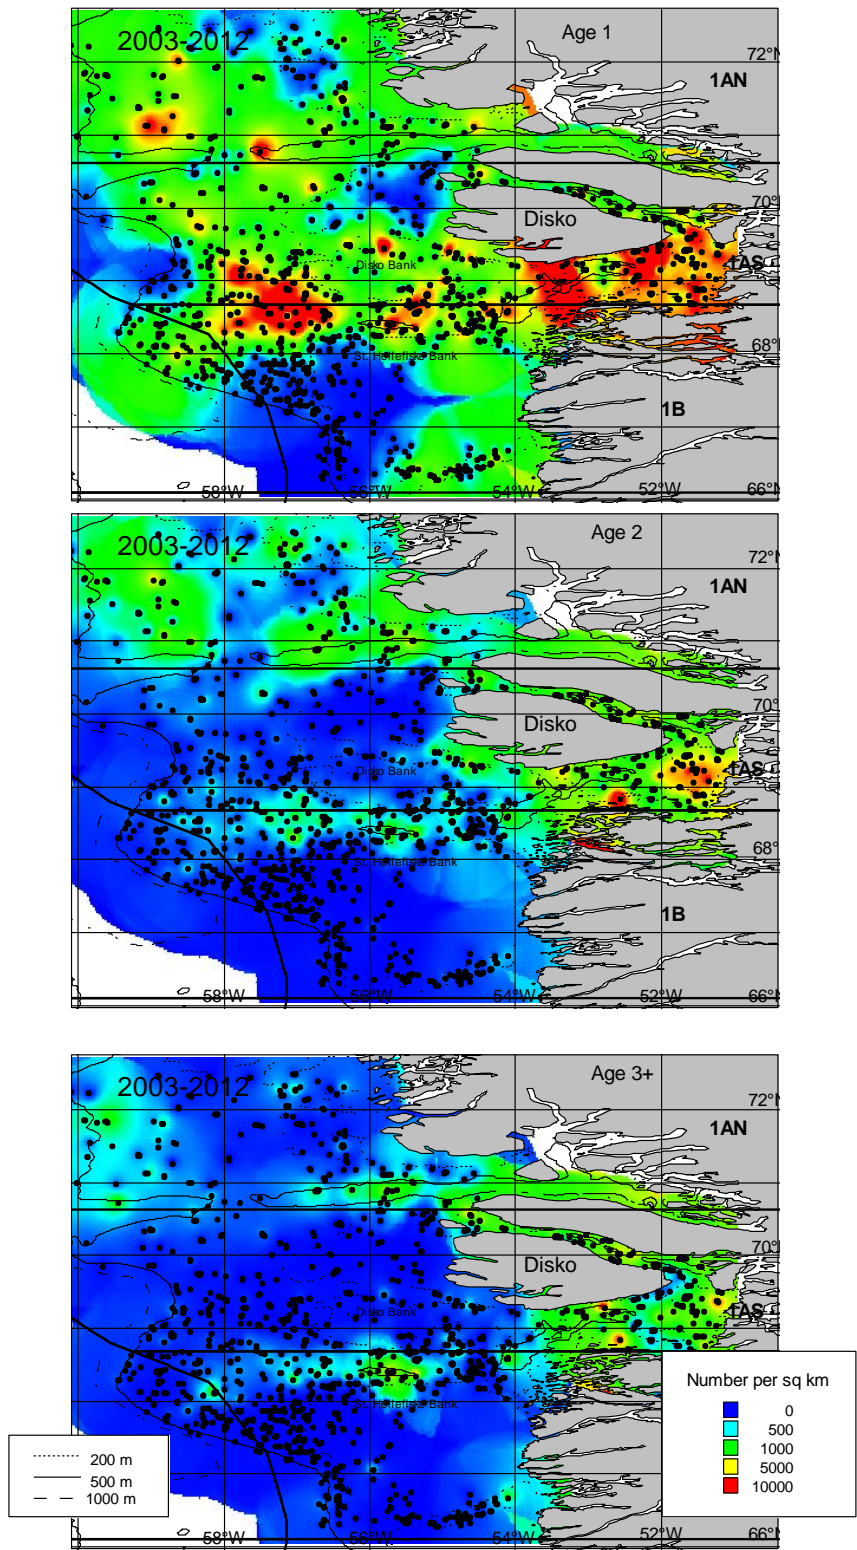 2003-2012
Age 1
72°N
1AN
70°
Disko
1AS
Disko Bank
68°
St. Hellefiske Bank
1B
58°W
56°W
54°W
52°W
66°N
2003-2012
Age 2
72°N
1AN
70°
Disko
1AS
Disko Bank
68°
St. Hellefiske Bank
1B
58°W
56°W
54°W
52°W
66°N
2003-2012
Age 3+
72°N
1AN
70°
Disko
1AS
Disko Bank
St. Hellefiske Bank
Number per sq km
0
500
1000
5000
10000
200 m
500 m
1000 m
58°W
56°W
54°W
52°W
66°N